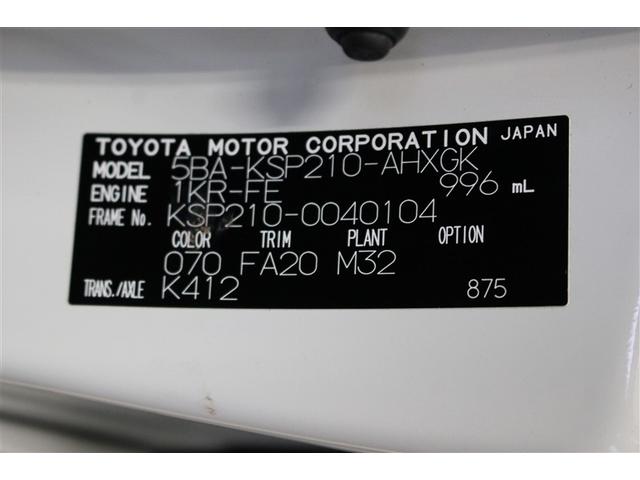 TOYOTA MOTOR CORPORATION JAPAN
MODEL 5BA-KSP210-AHXGK
ENGINE 1KR-FE 996 mL
FRAME No. KSP210-0040104
COLOR TRIM PLANT OPTION
070 FA20 M32
TRANS./AXLE K412 875